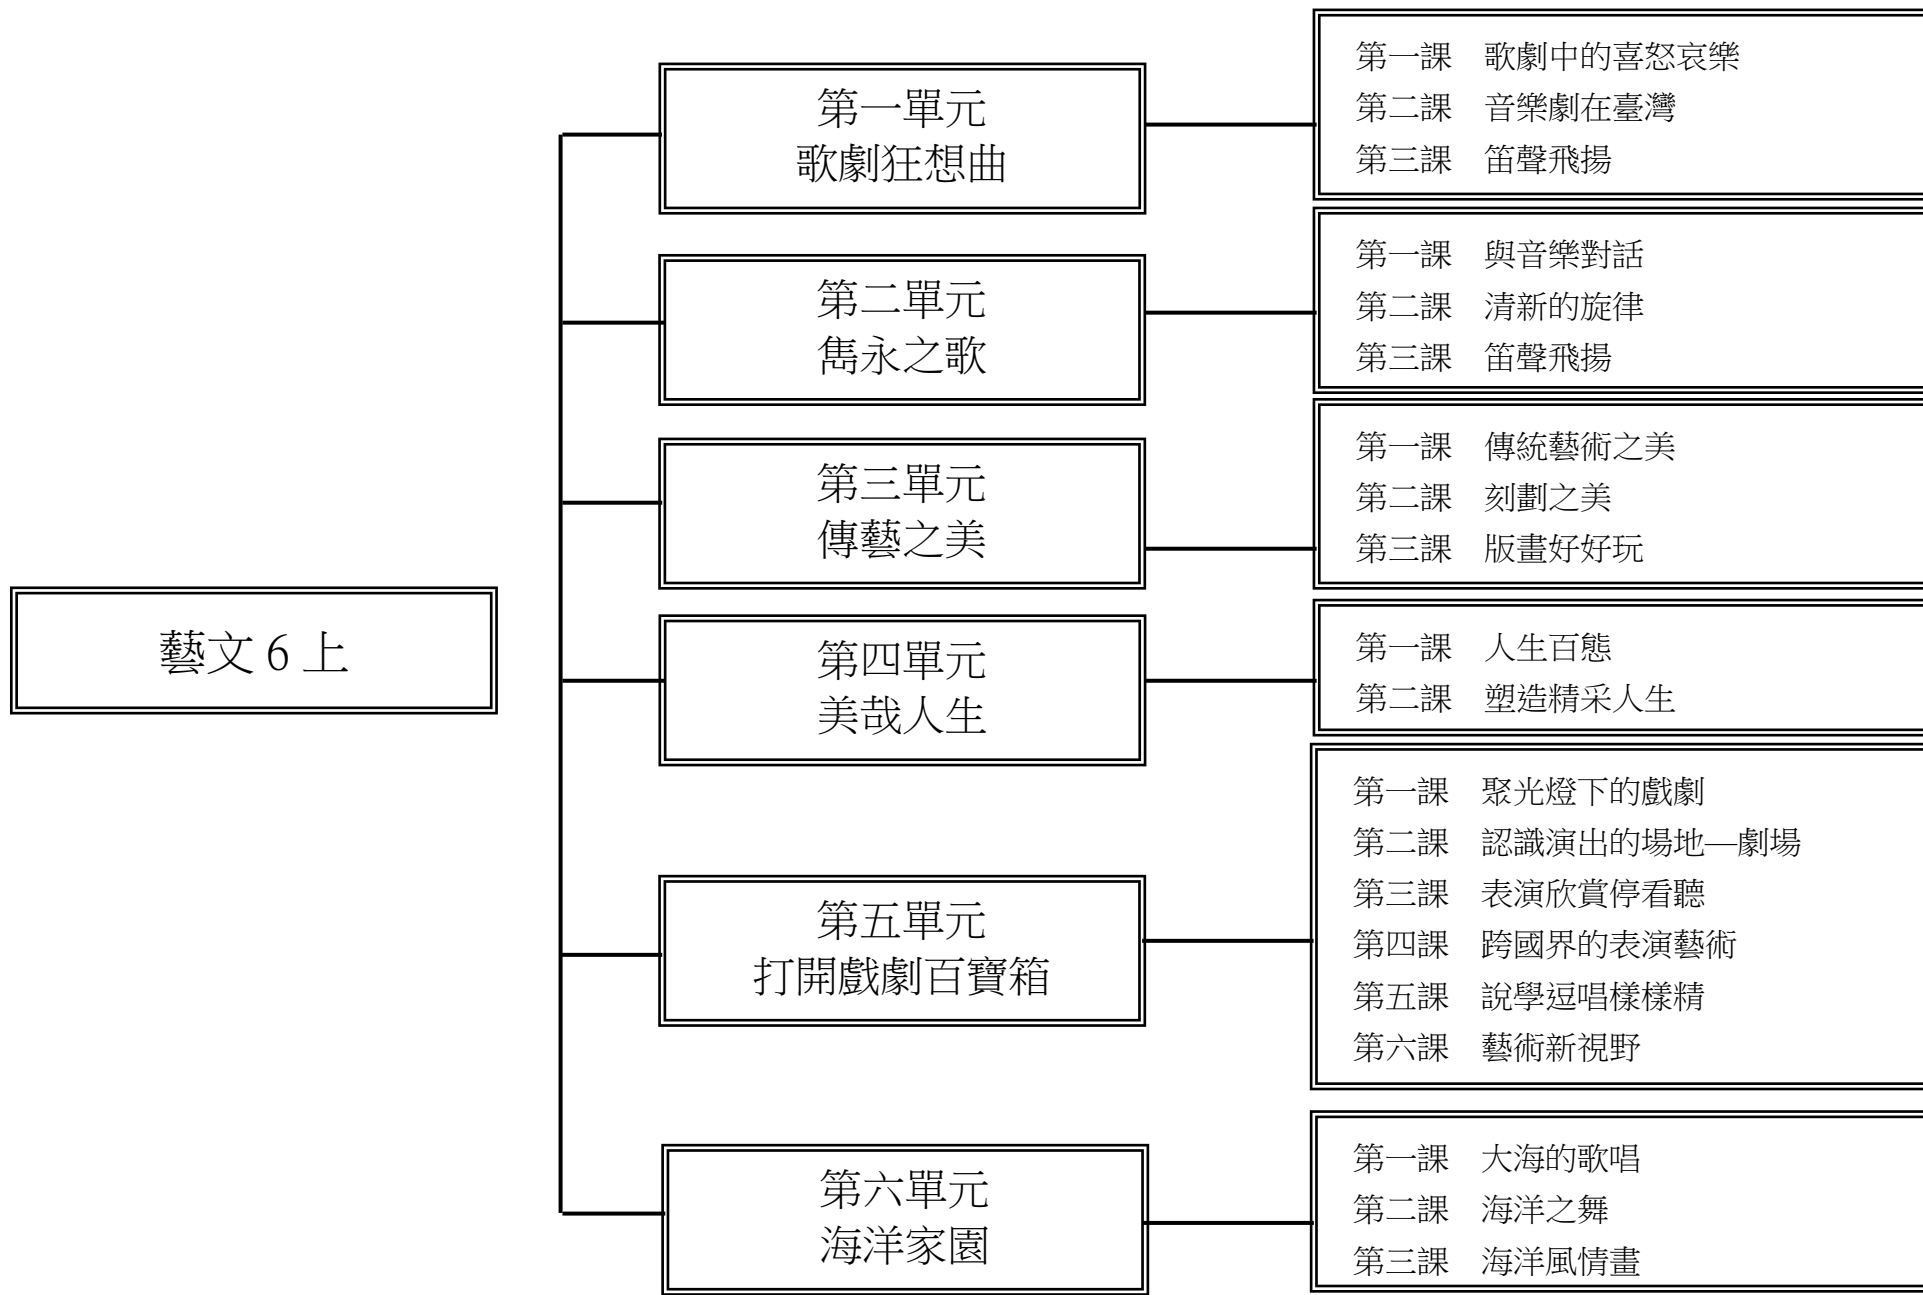 藝文 6 上
第一單元
歌劇狂想曲
第一課 歌劇中的喜怒哀樂
第二課 音樂劇在臺灣
第三課 笛聲飛揚
第二單元
雋永之歌
第一課 與音樂對話
第二課 清新的旋律
第三課 笛聲飛揚
第三單元
傳藝之美
第一課 傳統藝術之美
第二課 刻劃之美
第三課 版畫好好玩
第四單元
美哉人生
第一課 人生百態
第二課 塑造精采人生
第五單元
打開戲劇百寶箱
第一課 聚光燈下的戲劇
第二課 認識演出的場地─劇場
第三課 表演欣賞停看聽
第四課 跨國界的表演藝術
第五課 說學逗唱樣樣精
第六課 藝術新視野
第六單元
海洋家園
第一課 大海的歌唱
第二課 海洋之舞
第三課 海洋風情畫